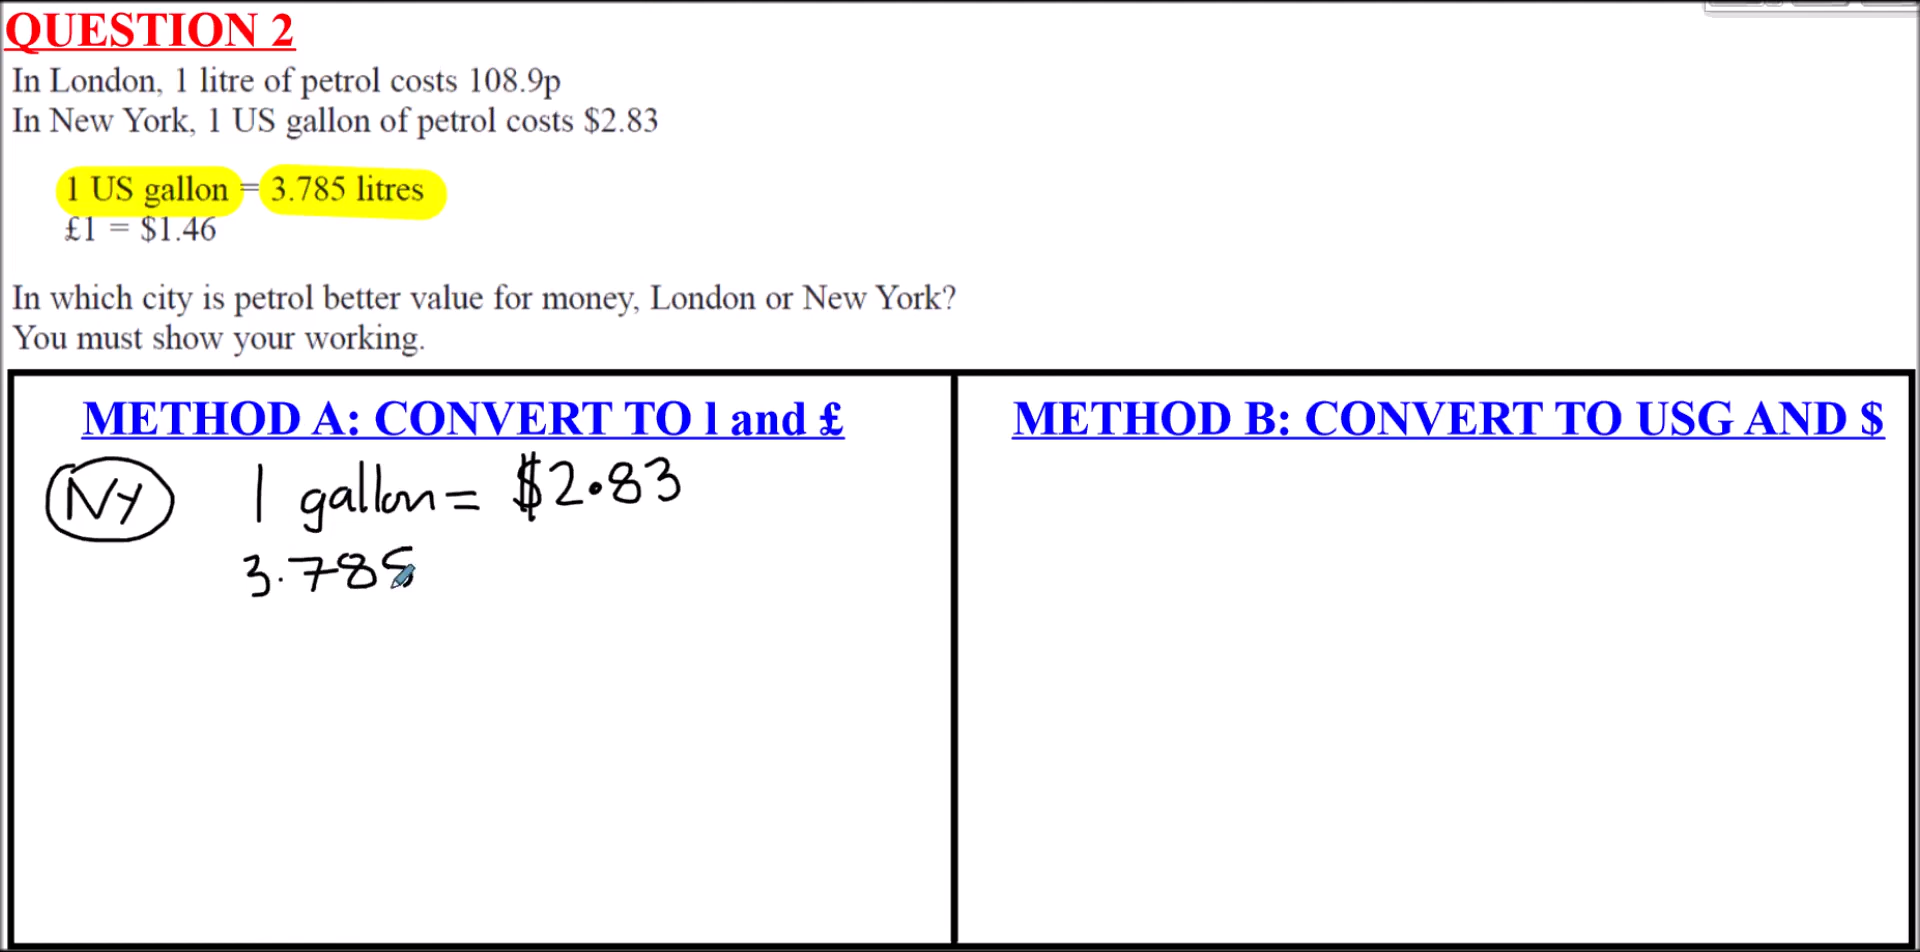 QUESTION 2
In London, 1 litre of petrol costs 108.9p
In New York, 1 US gallon of petrol costs $2.83
1 US gallon = 3.785 litres
£1 = $1.46
In which city is petrol better value for money, London or New York?
You must show your working.
METHOD A: CONVERT TO l and £
NY 1 gallon = $2.83
3.785
METHOD B: CONVERT TO USG AND $